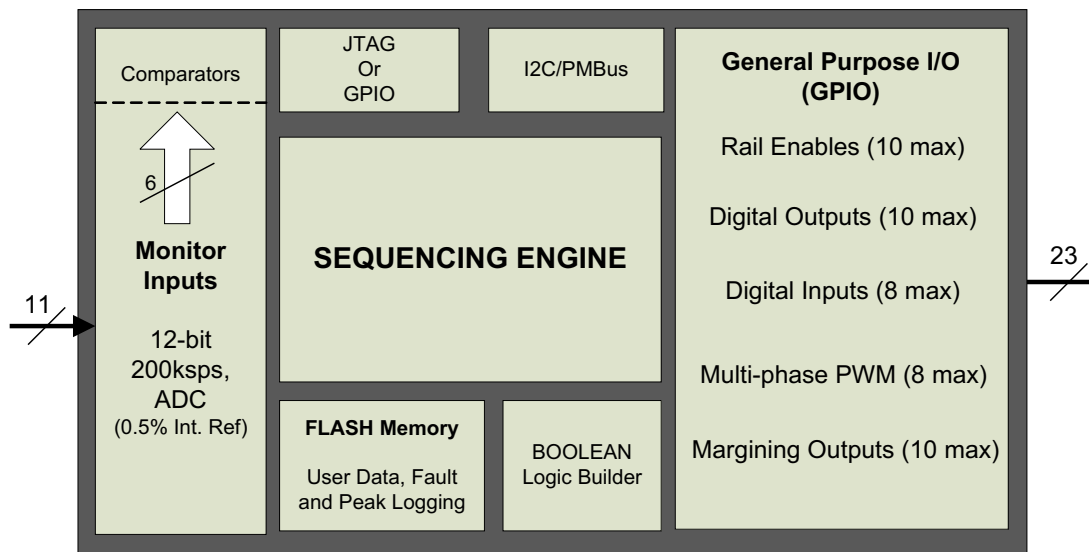 Comparators
6
Monitor
Inputs
11
12-bit
200ksps,
ADC
(0.5% Int. Ref)
JTAG
Or
GPIO
I2C/PMBus
SEQUENCING ENGINE
FLASH Memory
User Data, Fault
and Peak Logging
BOOLEAN
Logic Builder
General Purpose I/O
(GPIO)
Rail Enables (10 max)
Digital Outputs (10 max)
Digital Inputs (8 max)
Multi-phase PWM (8 max)
Margining Outputs (10 max)
23